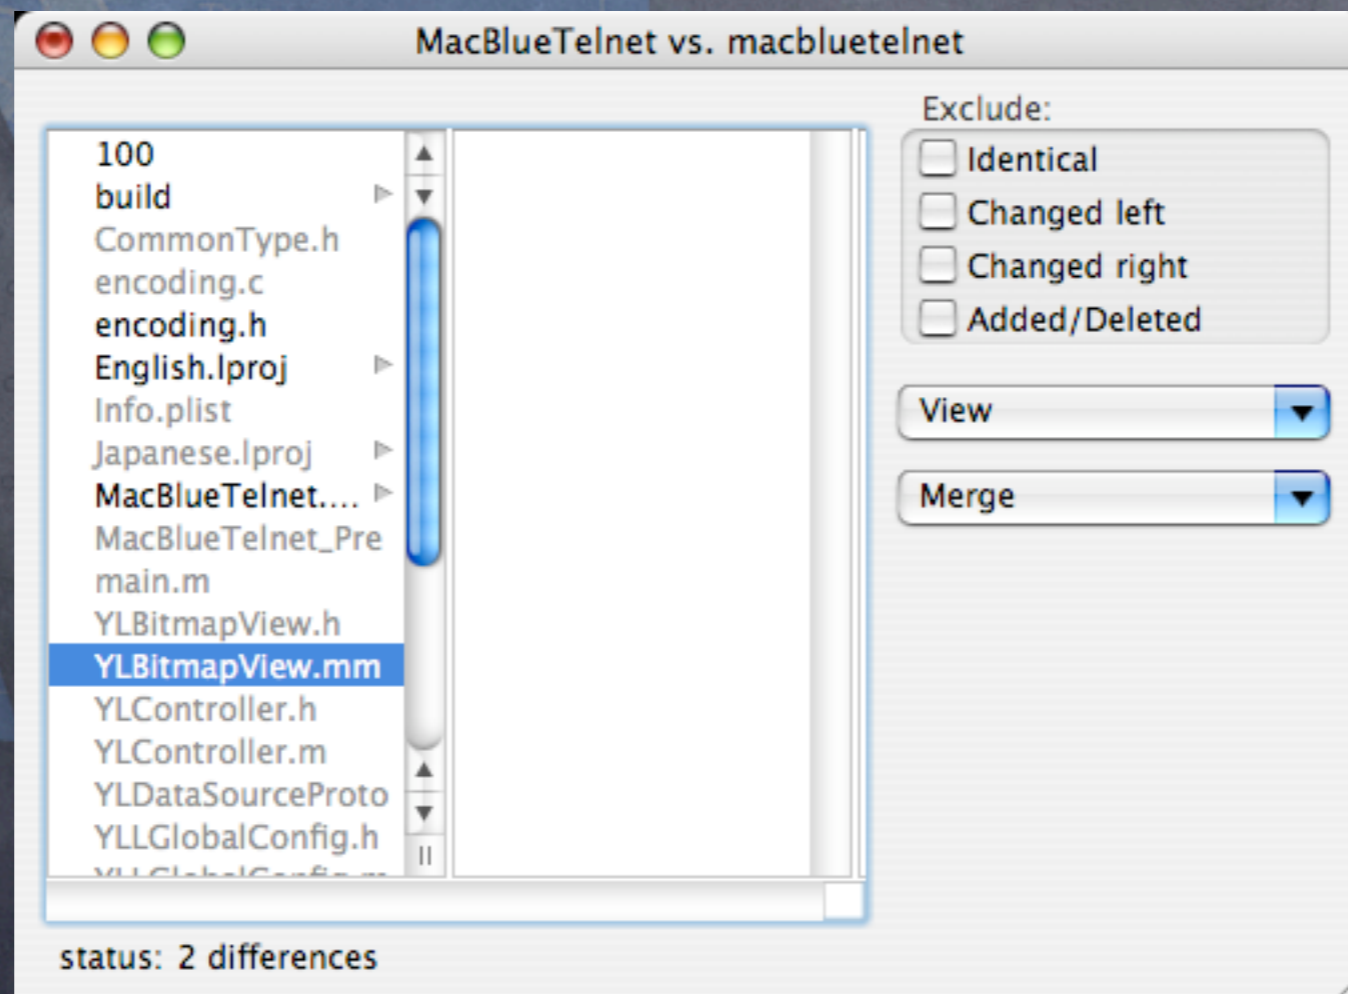 MacBlueTelnet vs. macbluetelnet
Exclude:
100
build
CommonType.h
encoding.c
encoding.h
English.lproj
Info.plist
Japanese.lproj
MacBlueTelnet....
MacBlueTelnet_Pre
main.m
YLBitmapView.h
YLBitmapView.mm
YLController.h
YLController.m
YLDataSourceProto
YLLGlobalConfig.h
Identical
Changed left
Changed right
Added/Deleted
View
Merge
status: 2 differences